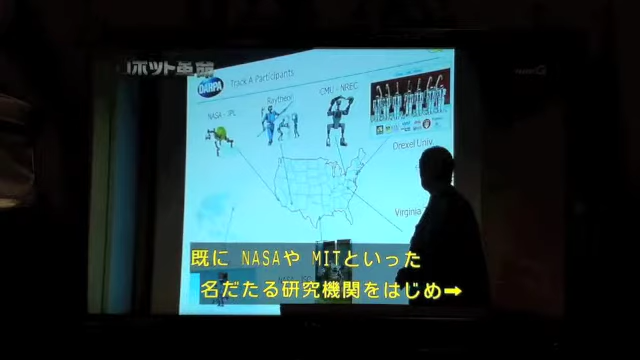 ロボット革命
DARPA
Track A Participants
NASA - JPL
Raytheon
CMU - NREC
Drexel Univ.
Virginia
既に NASAや MITといった
名だたる研究機関をはじめ➡